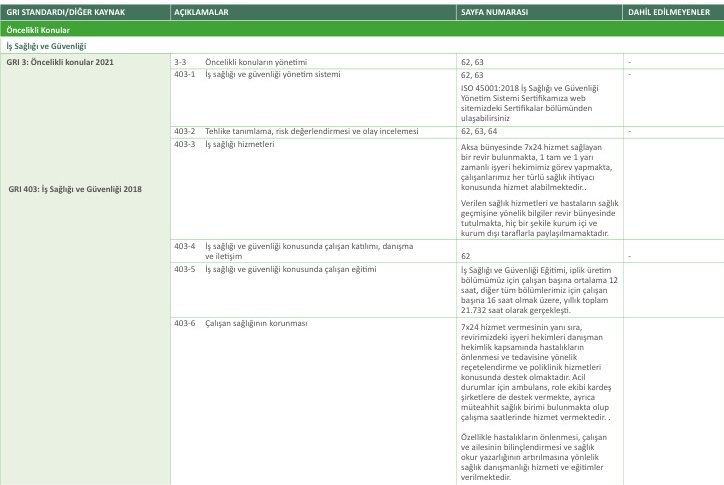 GRI STANDARDI/DİĞER KAYNAK AÇIKLAMALAR SAYFA NUMARASI DAHİL EDİLMEYENLER
Öncelikli Konular
İş Sağlığı ve Güvenliği
GRI 3: Öncelikli konular 2021 3-3 Öncelikli konuların yönetimi 62, 63 -
403-1 İş sağlığı ve güvenliği yönetim sistemi 62, 63 -
ISO 45001:2018 İş Sağlığı ve Güvenliği
Yönetim Sistemi Sertifikamıza web
sitemizdeki Sertifikalar bölümünden
ulaşabilirsiniz
403-2 Tehlike tanımlama, risk değerlendirmesi ve olay incelemesi 62, 63, 64 -
403-3 İş sağlığı hizmetleri Aksa bünyesinde 7x24 hizmet sağlayan
bir revir bulunmakta, 1 tam ve 1 yarı
zamanlı işyeri hekimimiz görev yapmakta,
çalışanlarımız her türlü sağlık ihtiyacı
konusunda hizmet alabilmektedir..
GRI 403: İş Sağlığı ve Güvenliği 2018
Verilen sağlık hizmetleri ve hastaların sağlık
geçmişine yönelik bilgiler revir bünyesinde
tutulmakta, hiç bir şekile kurum içi ve
kurum dışı taraflarla paylaşılmamaktadır.
403-4 İş sağlığı ve güvenliği konusunda çalışan katılımı, danışma
ve iletişim 62 -
403-5 İş sağlığı ve güvenliği konusunda çalışan eğitimi İş Sağlığı ve Güvenliği Eğitimi, iplik üretim
bölümümüz için çalışan başına ortalama 12
saat, diğer tüm bölümlerimiz için çalışan
başına 16 saat olmak üzere, yıllık toplam
21.732 saat olarak gerçekleşti.
403-6 Çalışan sağlığının korunması 7x24 hizmet vermesinin yanı sıra,
revirimizdeki işyeri hekimleri danışman
hekimlik kapsamında hastalıkların
önlenmesi ve tedavisine yönelik
reçetelendirme ve poliklinik hizmetleri
konusunda destek olmaktadır. Acil
durumlar için ambulans, role ekibi kardeş
şirketlere de destek vermekte, ayrıca
müteahhit sağlık birimi bulunmakta olup
çalışma saatlerinde hizmet vermektedir. .
Özellikle hastalıkların önlenmesi, çalışan
ve ailesinin bilinçlendirmesi ve sağlık
okur yazarlığının artırılmasına yönlelik
sağlık danışmanlığı hizmeti ve eğitimler
verilmektedir.